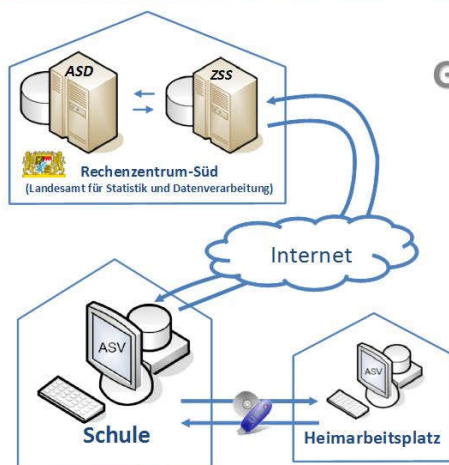 ASD
ZSS
Rechenzentrum-Süd
(Landesamt für Statistik und Datenverarbeitung)
Internet
ASV
ASV
Schule
Heimarbeitsplatz